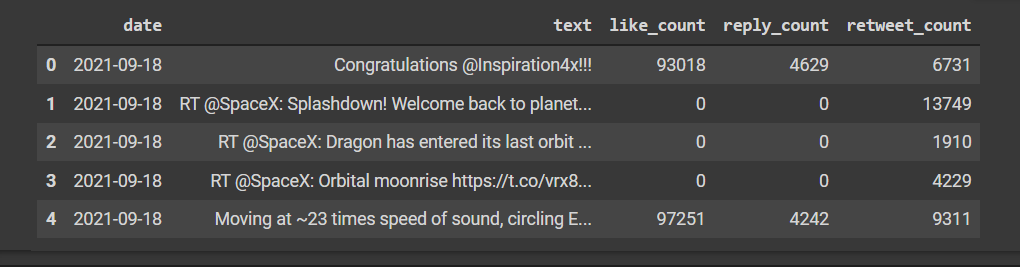 date text like_count reply_count retweet_count
0 2021-09-18 Congratulations @Inspiration4x!!! 93018 4629 6731
1 2021-09-18 RT @SpaceX: Splashdown! Welcome back to planet... 0 0 13749
2 2021-09-18 RT @SpaceX: Dragon has entered its last orbit ... 0 0 1910
3 2021-09-18 RT @SpaceX: Orbital moonrise https://t.co/vrx8... 0 0 4229
4 2021-09-18 Moving at ~23 times speed of sound, circling E... 97251 4242 9311